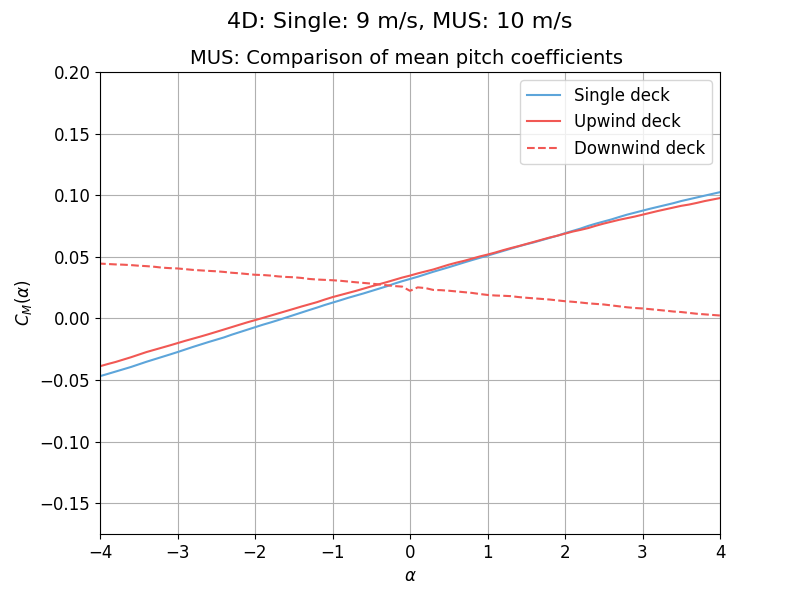 4D: Single: 9 m/s, MUS: 10 m/s
MUS: Comparison of mean pitch coefficients
Single deck
Upwind deck
Downwind deck
0.20
0.15
0.10
0.05
0.00
−0.05
−0.10
−0.15
C_M(α)
−4 −3 −2 −1 0 1 2 3 4
α